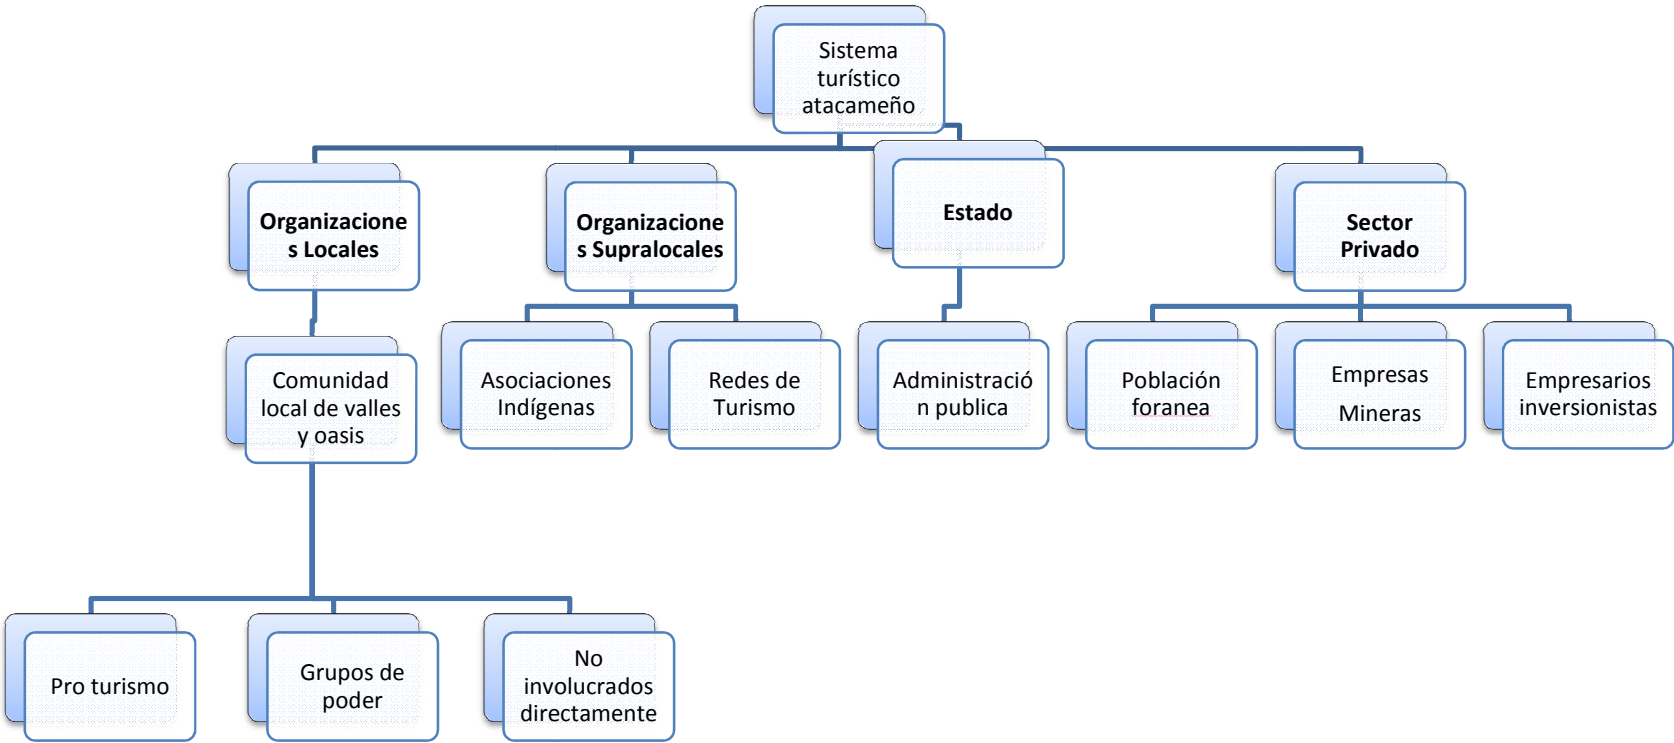 Sistema
turístico
atacameño
Organizacione
s Locales
Organizacione
s Supralocales
Estado
Sector
Privado
Comunidad
local de valles
y oasis
Asociaciones
Indígenas
Redes de
Turismo
Administració
n publica
Población
foranea
Empresas
Mineras
Empresarios
inversionistas
Pro turismo
Grupos de
poder
No
involucrados
directamente